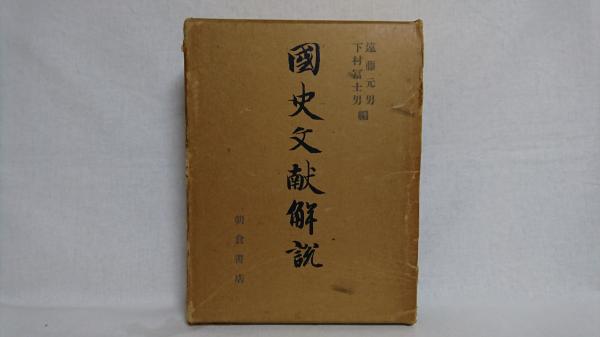 遠藤元男
下村冨士男 編
國史文献解説
朝倉書店